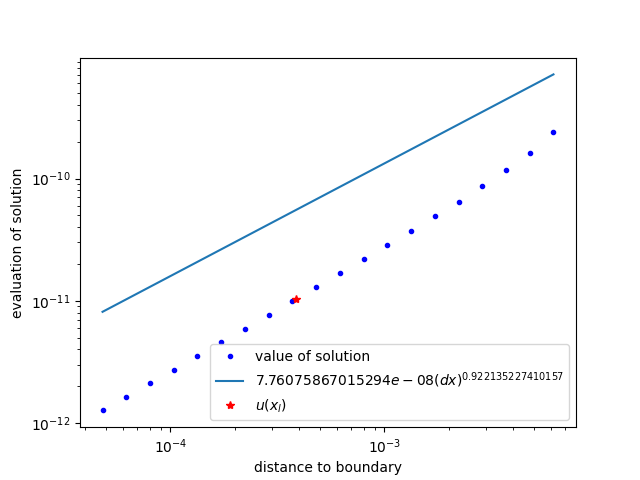 evaluation of solution
10⁻¹⁰
10⁻¹¹
10⁻¹²
value of solution
7.76075867015294e − 08(dx)^0.922135227410157
u(x_I)
10⁻⁴
10⁻³
distance to boundary